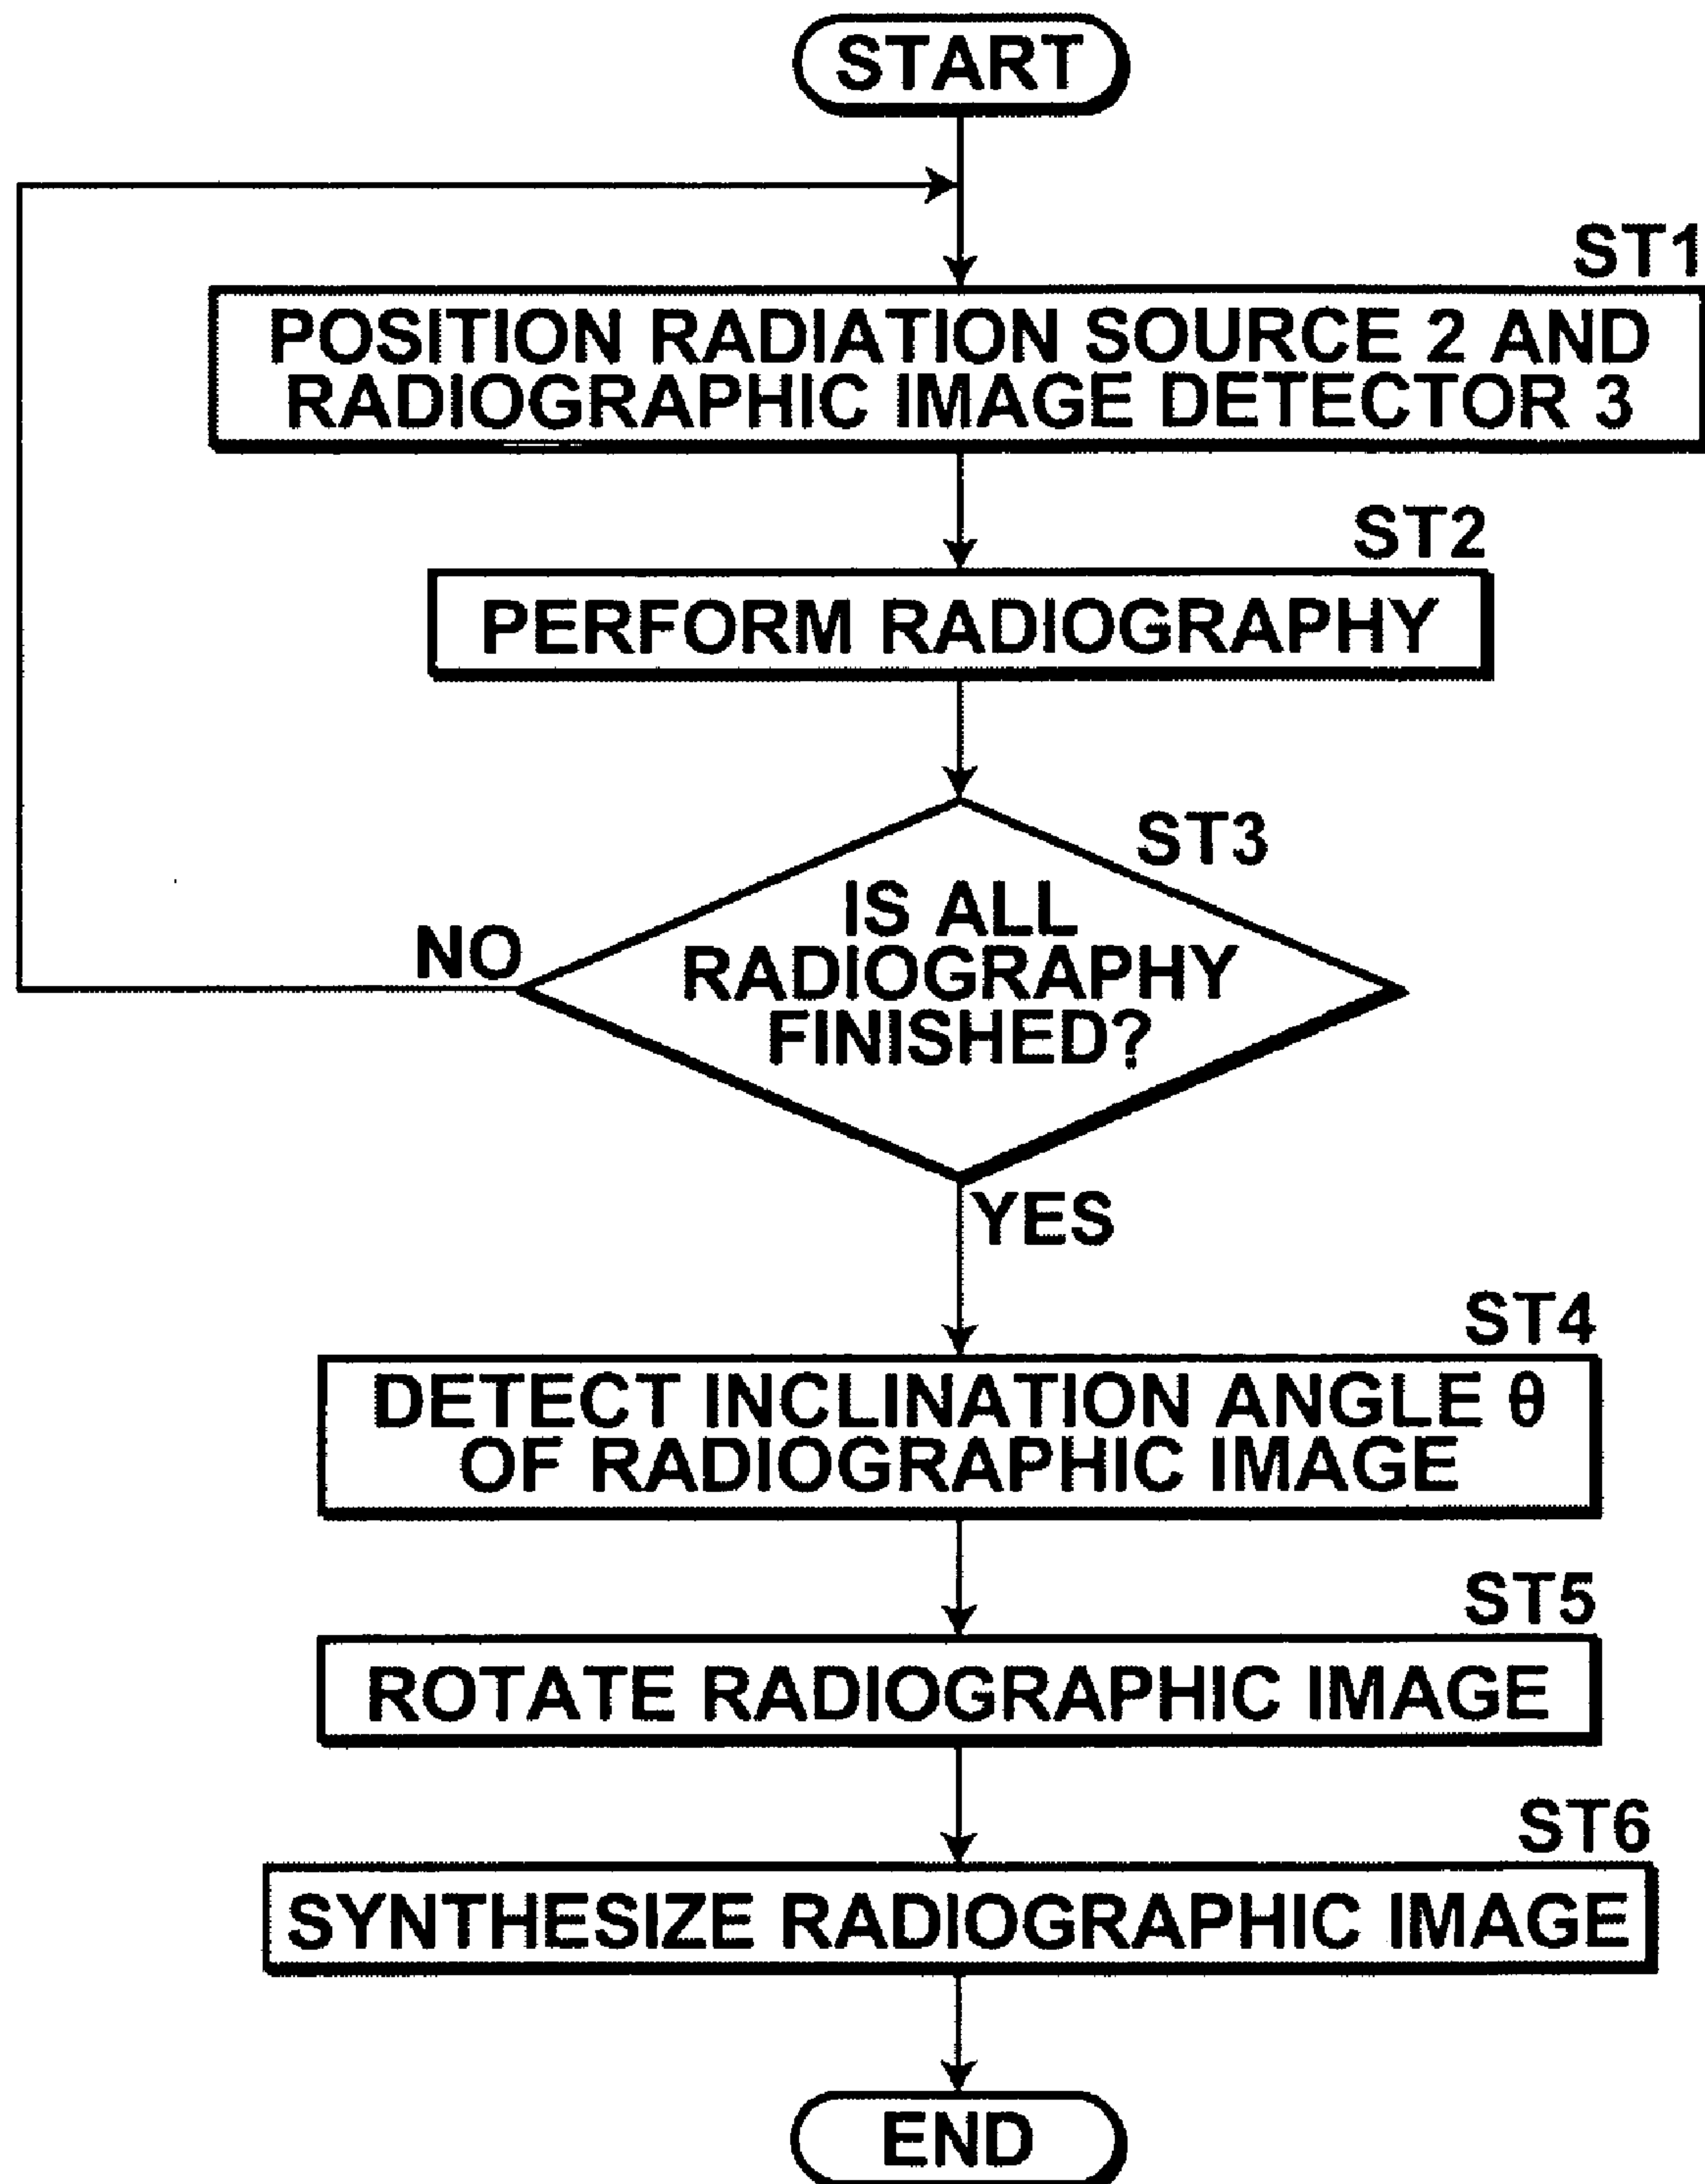 START
ST1
POSITION RADIATION SOURCE 2 AND
RADIOGRAPHIC IMAGE DETECTOR 3
ST2
PERFORM RADIOGRAPHY
ST3
IS ALL
RADIOGRAPHY
FINISHED?
NO
YES
ST4
DETECT INCLINATION ANGLE θ
OF RADIOGRAPHIC IMAGE
ST5
ROTATE RADIOGRAPHIC IMAGE
ST6
SYNTHESIZE RADIOGRAPHIC IMAGE
END